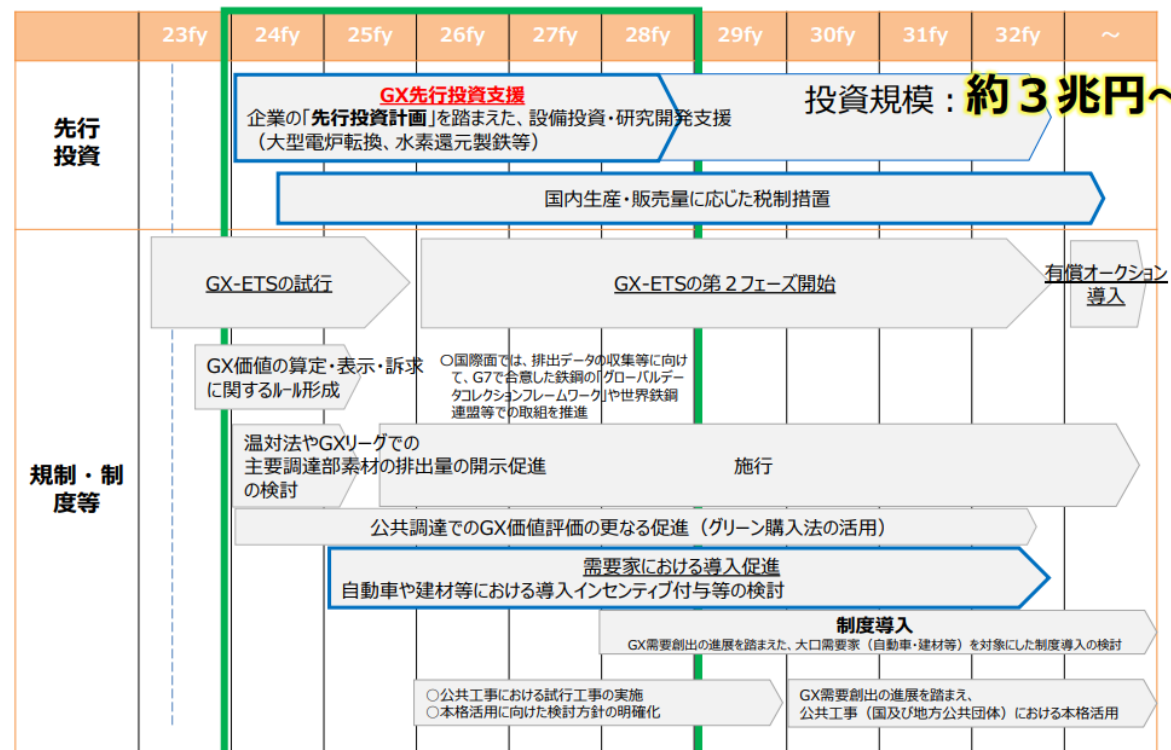 23fy 24fy 25fy 26fy 27fy 28fy 29fy 30fy 31fy 32fy ～
先行
投資
GX先行投資支援
企業の「先行投資計画」を踏まえた、設備投資・研究開発支援
（大型電炉転換、水素還元製鉄等）
投資規模：約３兆円～
国内生産・販売量に応じた税制措置
規制・制
度等
GX-ETSの試行
GX-ETSの第２フェーズ開始
有償オークション
導入
GX価値の算定・表示・訴求
に関するルール形成
○国際面では、排出データの収集等に向け
て、G7で合意した鉄鋼の「グローバルデー
タコレクションフレームワーク」や世界鉄鋼
連盟等での取組を推進
温対法やGXリーグでの
主要調達部素材の排出量の開示促進
の検討
施行
公共調達でのGX価値評価の更なる促進（グリーン購入法の活用）
需要家における導入促進
自動車や建材等における導入インセンティブ付与等の検討
制度導入
GX需要創出の進展を踏まえた、大口需要家（自動車・建材等）を対象にした制度導入の検討
○公共工事における試行工事の実施
○本格活用に向けた検討方針の明確化
GX需要創出の進展を踏まえ、
公共工事（国及び地方公共団体）における本格活用